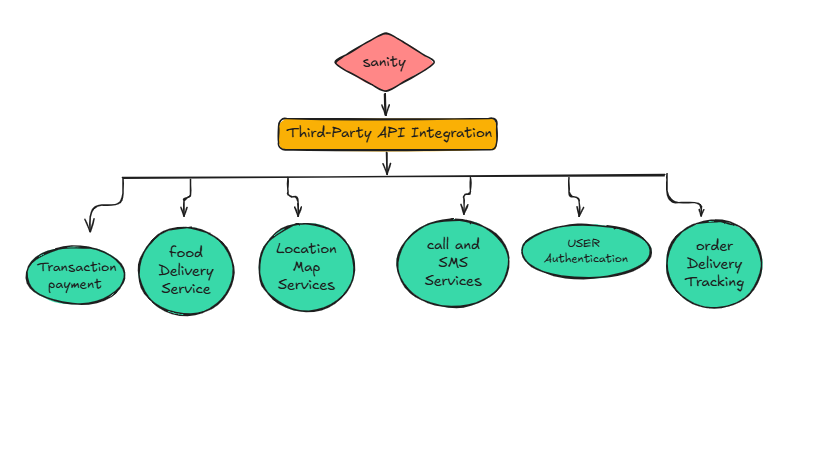 sanity
Third-Party API Integration
Transaction
payment
food
Delivery
Service
Location
Map
Services
call and
SMS
Services
USER
Authentication
order
Delivery
Tracking